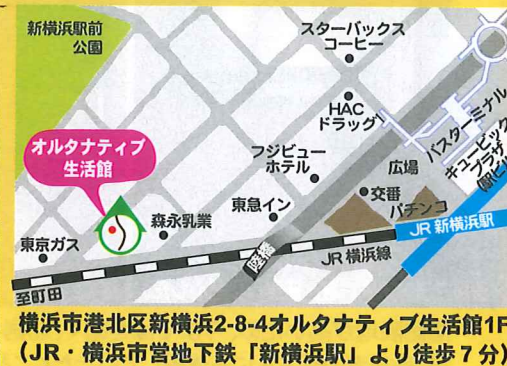 新横浜駅前
公園
スターバックス
コーヒー
HAC
ドラッグ
オルタナティブ
生活館
フジビュー
ホテル
広場
バスターミナル
キュービック
プラザ
(駅ビル)
交番
パチンコ
東急イン
森永乳業
東京ガス
陸橋
JR 横浜線
JR 新横浜駅
至町田
横浜市港北区新横浜2-8-4オルタナティブ生活館1F
(JR・横浜市営地下鉄「新横浜駅」より徒歩7分)